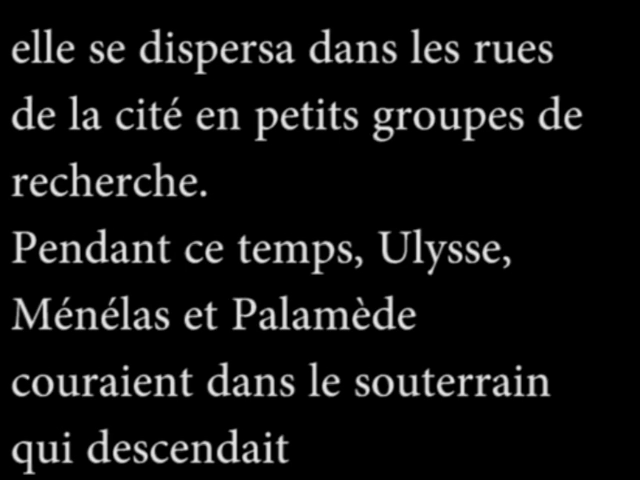 elle se dispersa dans les rues
de la cité en petits groupes de
recherche.
Pendant ce temps, Ulysse,
Ménélas et Palamède
couraient dans le souterrain
qui descendait